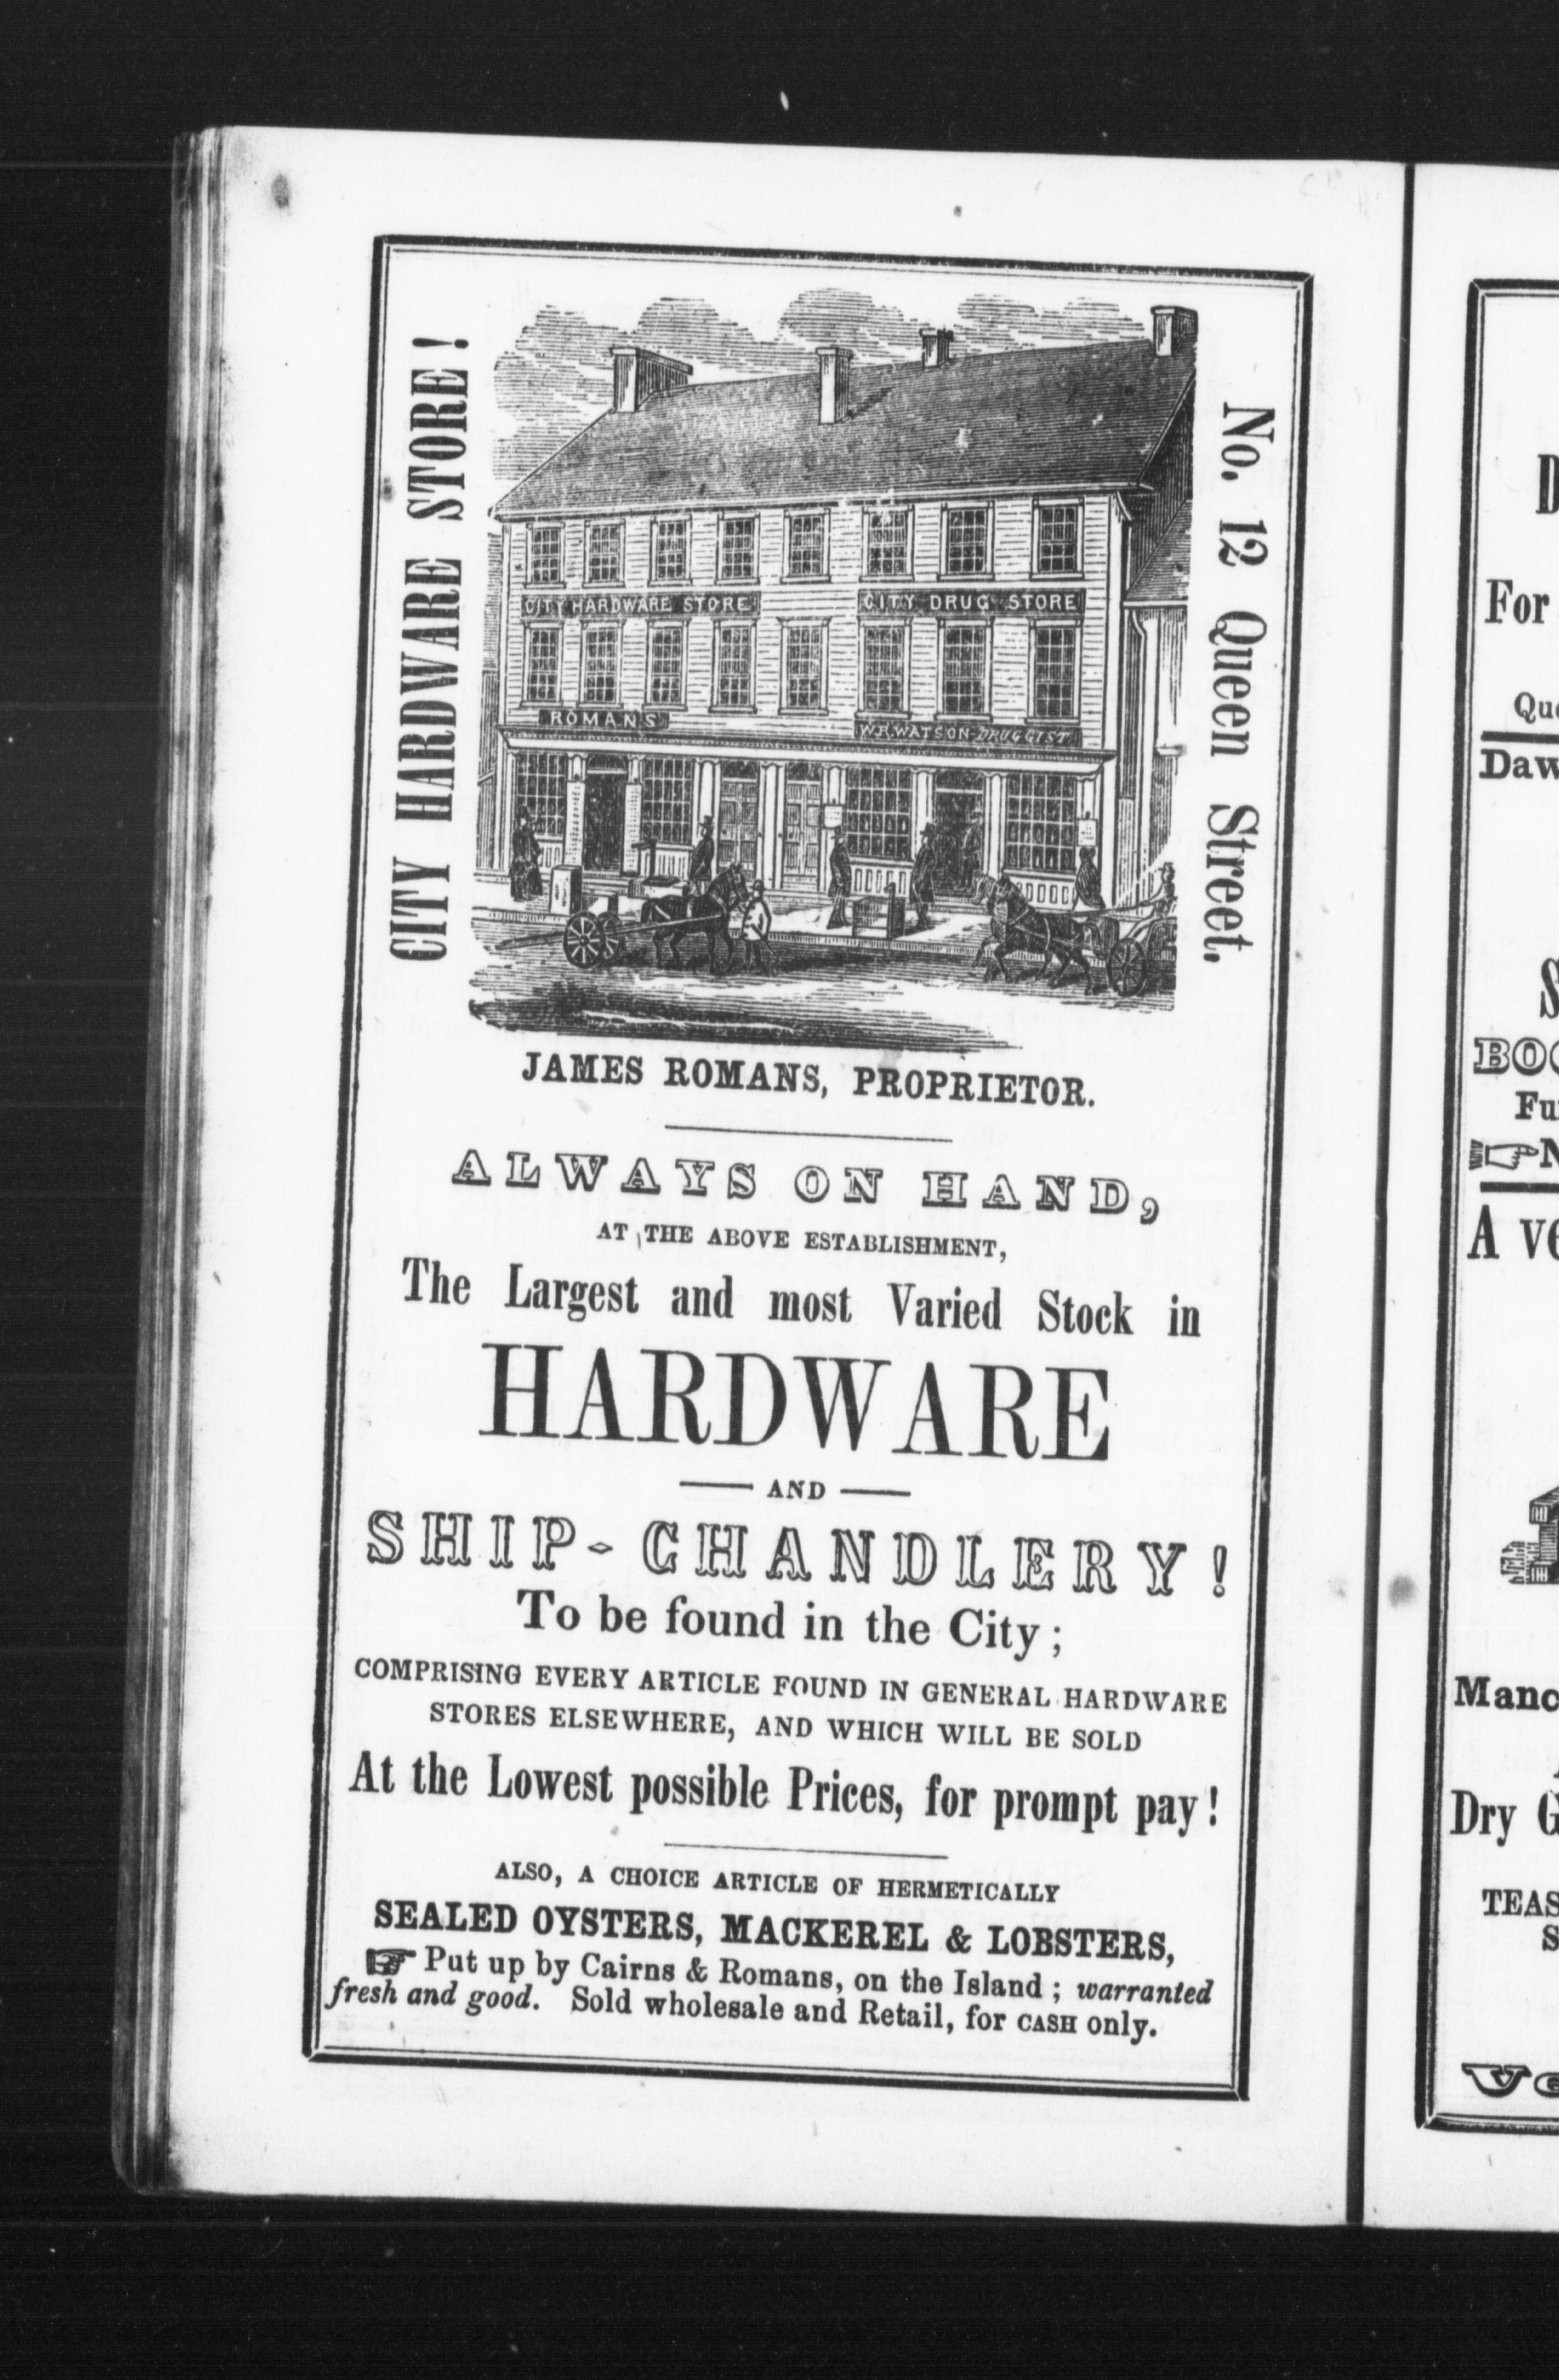 CITY HARDWARE STORE!
No. 12 Queen Street.
CITY HARDWARE STORE
CITY DRUG STORE
ROMANS
W.R. WATSON DRUGGIST
JAMES ROMANS, PROPRIETOR.
ALWAYS ON HAND,
AT THE ABOVE ESTABLISHMENT,
The Largest and most Varied Stock in
HARDWARE
AND
SHIP-CHANDLERY!
To be found in the City;
COMPRISING EVERY ARTICLE FOUND IN GENERAL HARDWARE
STORES ELSEWHERE, AND WHICH WILL BE SOLD
At the Lowest possible Prices, for prompt pay!
ALSO, A CHOICE ARTICLE OF HERMETICALLY
SEALED OYSTERS, MACKEREL & LOBSTERS,
☞ Put up by Cairns & Romans, on the Island; warranted
fresh and good. Sold wholesale and Retail, for CASH only.
For
Daw
BOO
A ve
Manc
Dry G
TEAS